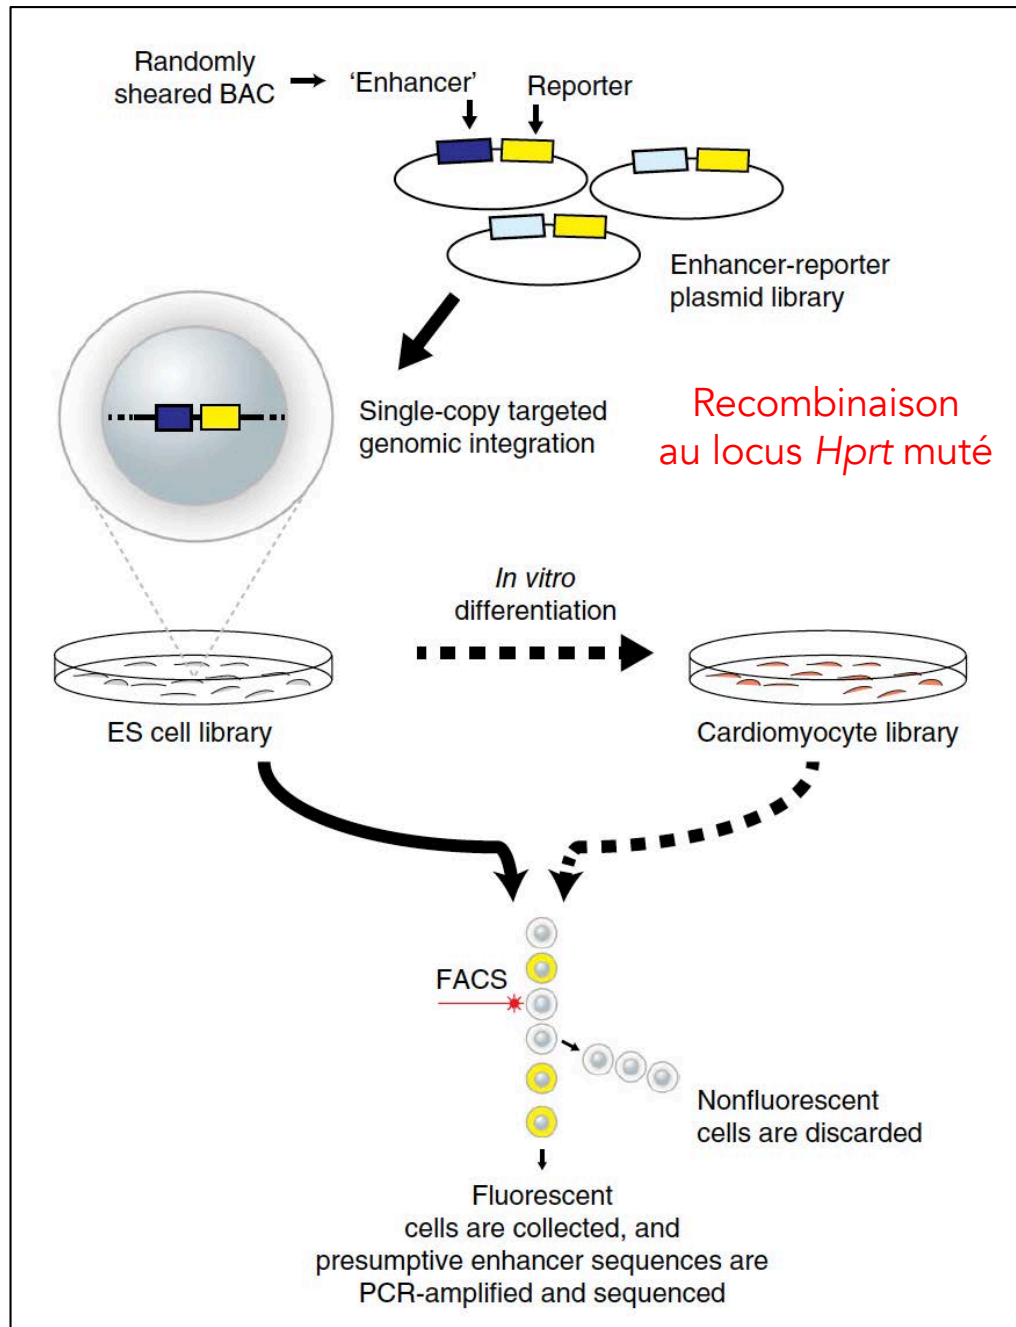 Randomly
sheared BAC
'Enhancer'
Reporter
Enhancer-reporter
plasmid library
Single-copy targeted
genomic integration
Recombinaison
au locus Hprt muté
In vitro
differentiation
ES cell library
Cardiomyocyte library
FACS
Nonfluorescent
cells are discarded
Fluorescent
cells are collected, and
presumptive enhancer sequences are
PCR-amplified and sequenced